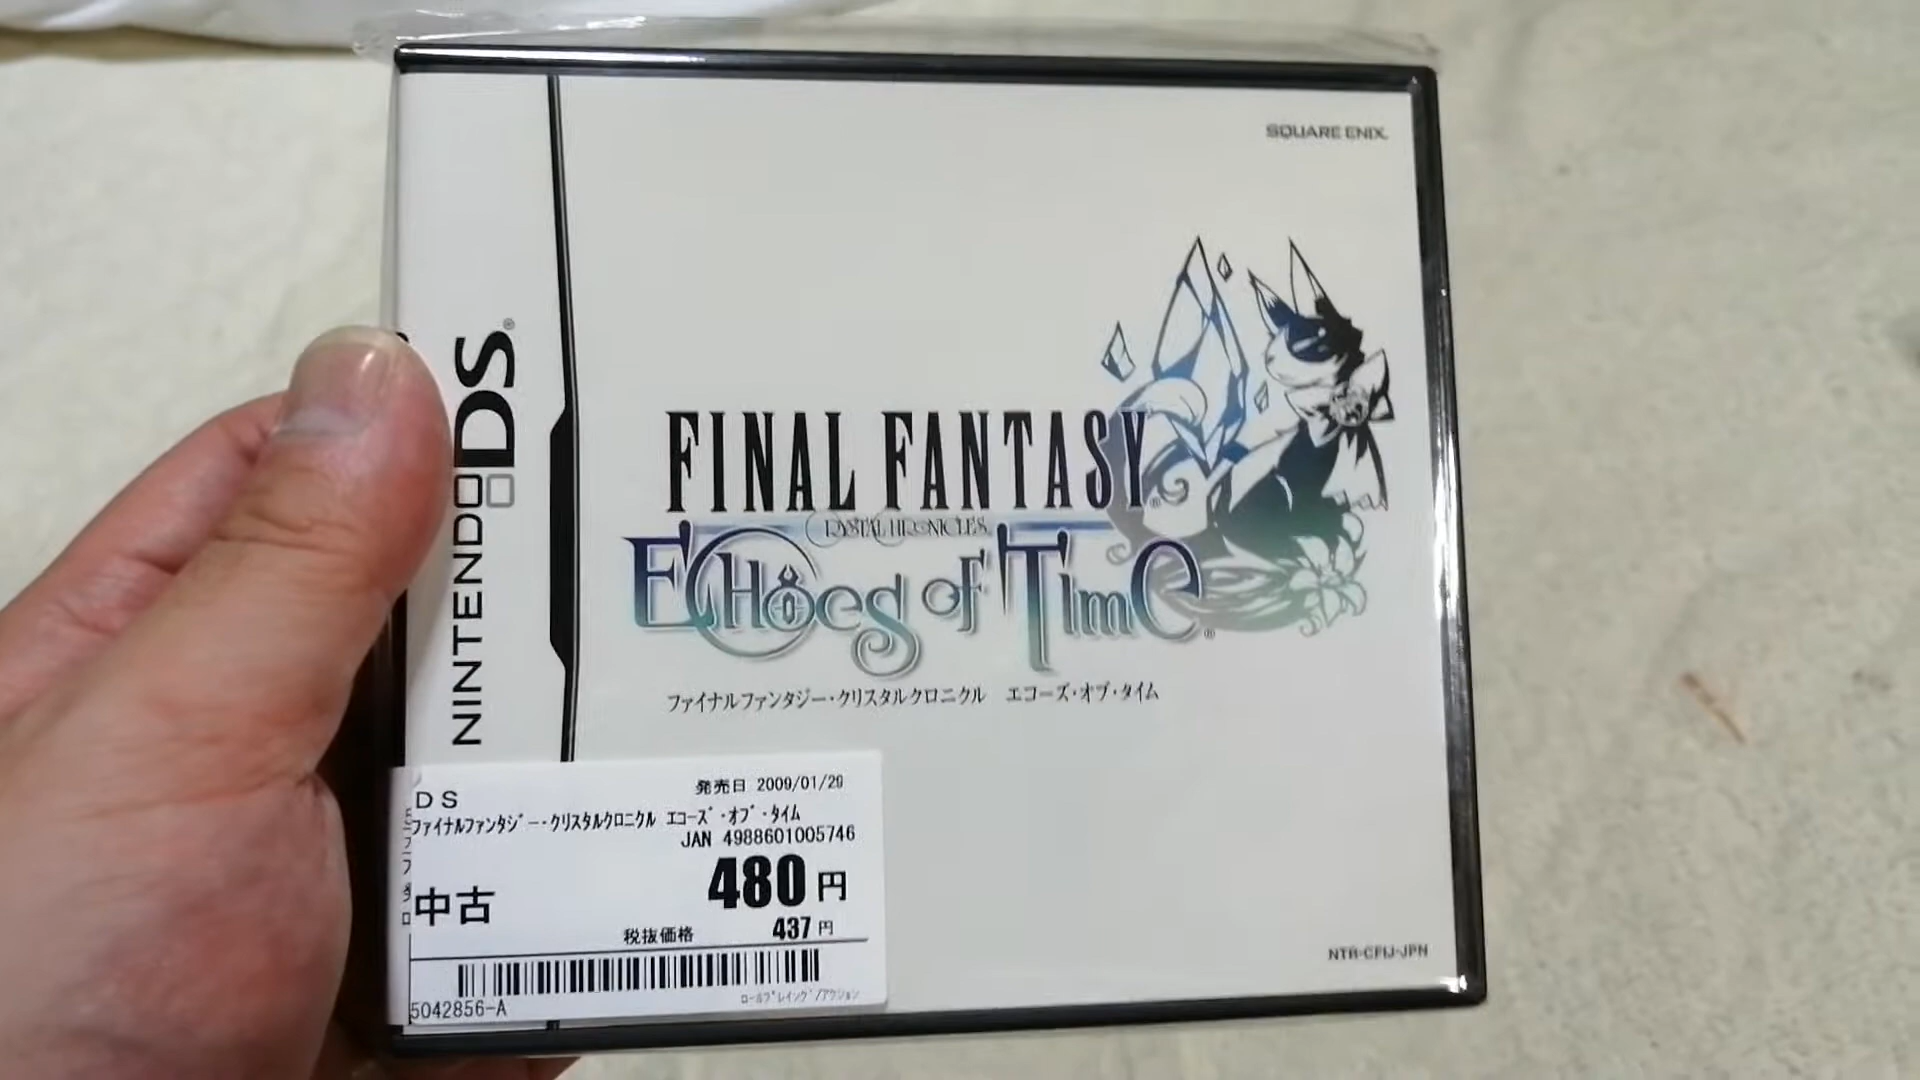 SQUARE ENIX
NINTENDO DS
FINAL FANTASY
CRYSTAL CHRONICLES
ECHOES OF TIME
ファイナルファンタジー・クリスタルクロニクル エコーズ・オブ・タイム
DS
発売日 2009/01/29
ファイナルファンタジー・クリスタルクロニクル エコーズ・オブ・タイム
JAN 4988601005746
中古
480円
税抜価格 437円
5042856-A
ロールプレイング/アクション
NTR-CFIJ-JPN